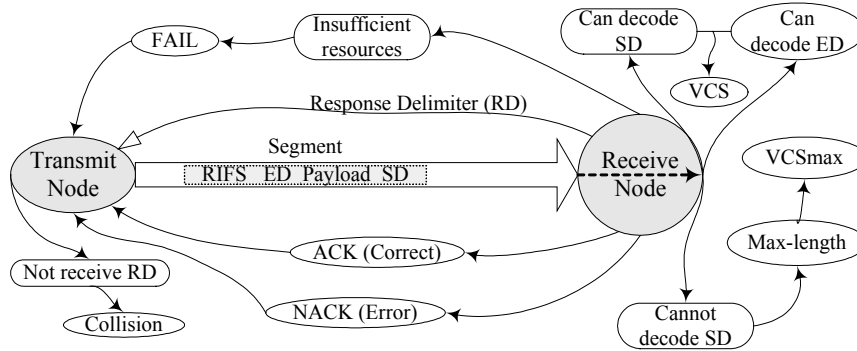 FAIL
Insufficient
resources
Can decode
SD
Can
decode ED
VCS
Response Delimiter (RD)
Segment
Transmit
Node
RIFS ED Payload SD
Receive
Node
VCSmax
Max-length
ACK (Correct)
Not receive RD
NACK (Error)
Collision
Cannot
decode SD